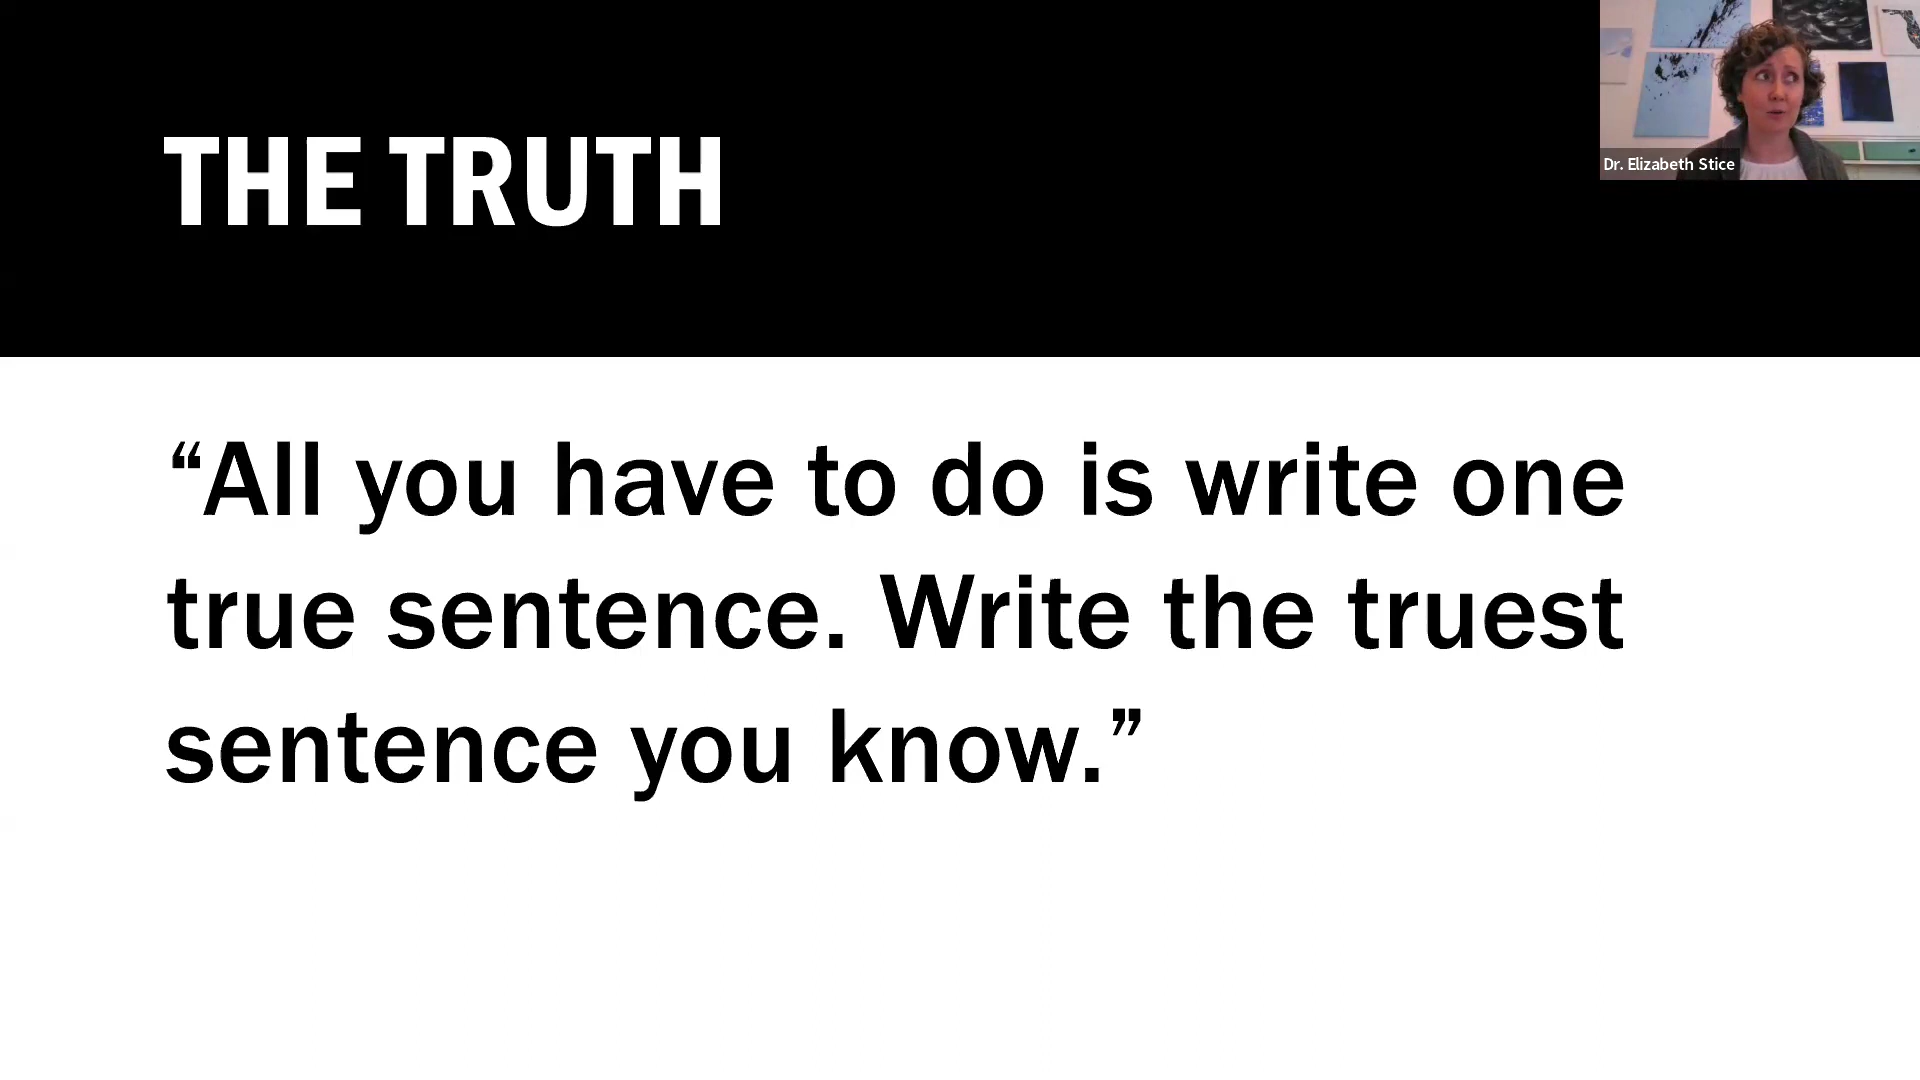 THE TRUTH
Dr. Elizabeth Stice
“All you have to do is write one
true sentence. Write the truest
sentence you know.”